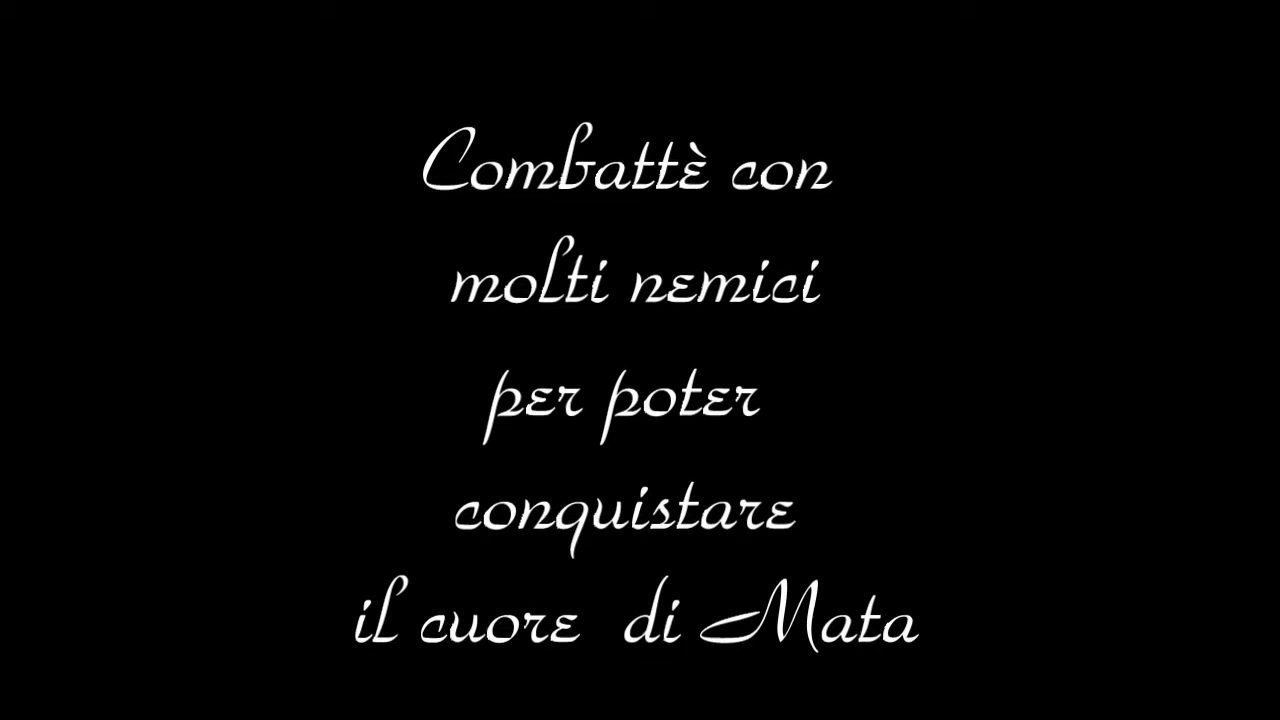 Combattè con
molti nemici
per poter
conquistare
il cuore di Mata